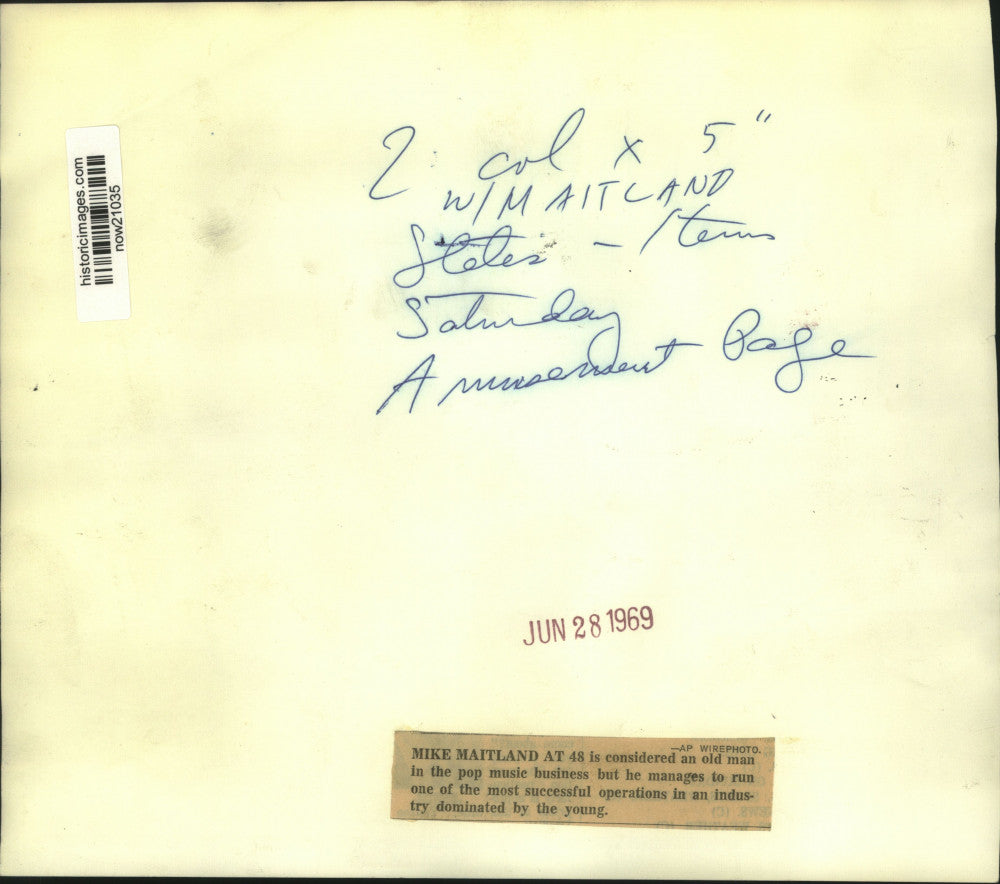 historicimages.com
now21035
2 col x 5"
W/MAITLAND
States - Items
Saturday
Amusement Page
JUN 28 1969
—AP WIREPHOTO.
MIKE MAITLAND AT 48 is considered an old man
in the pop music business but he manages to run
one of the most successful operations in an indus-
try dominated by the young.